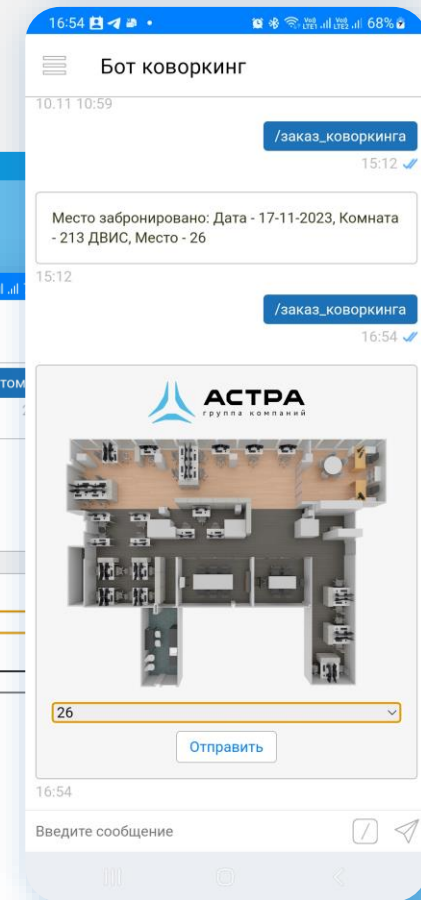 16:54 68%
Бот коворкинг
10.11 10:59
/заказ_коворкинга
15:12
Место забронировано: Дата - 17-11-2023, Комната
- 213 ДВИС, Место - 26
15:12
/заказ_коворкинга
16:54
том
АСТРА
группа компаний
26
Отправить
16:54
Введите сообщение
/